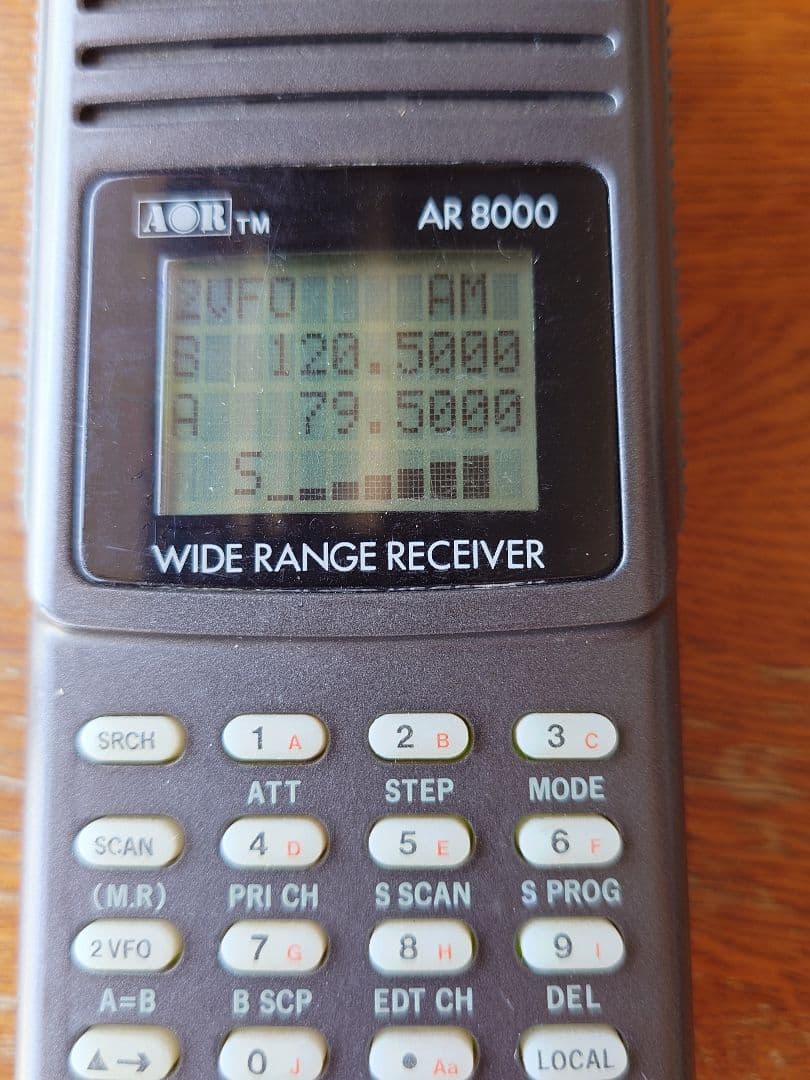 AOR TM AR 8000
2VFO AM
B 120.5000
A 79.5000
S
WIDE RANGE RECEIVER
SRCH 1 A 2 B 3 C
ATT STEP MODE
SCAN 4 D 5 E 6 F
(M.R) PRI CH S SCAN S PROG
2VFO 7 G 8 H 9 I
A=B B SCP EDT CH DEL
▲→ 0 J • Aa LOCAL